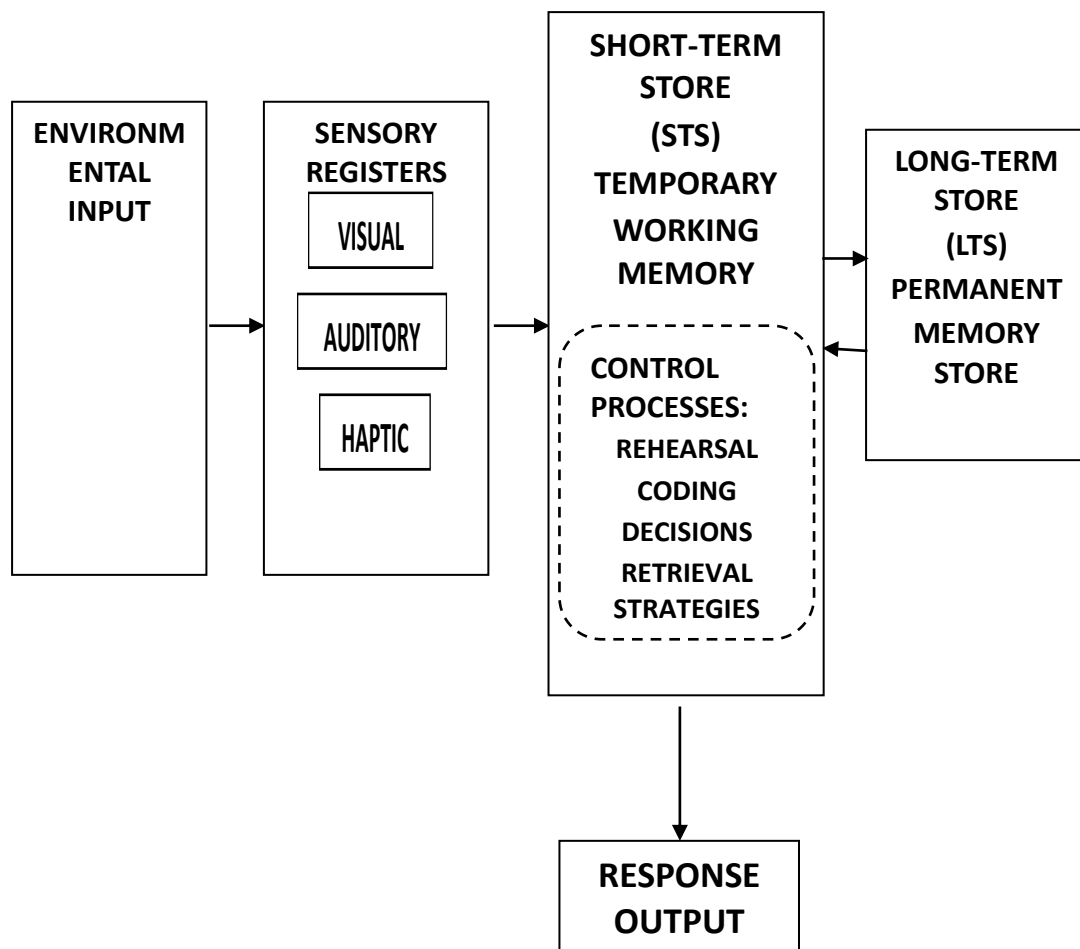 ENVIRONM
ENTAL
INPUT
SENSORY
REGISTERS
VISUAL
AUDITORY
HAPTIC
SHORT-TERM
STORE
(STS)
TEMPORARY
WORKING
MEMORY
CONTROL
PROCESSES:
REHEARSAL
CODING
DECISIONS
RETRIEVAL
STRATEGIES
LONG-TERM
STORE
(LTS)
PERMANENT
MEMORY
STORE
RESPONSE
OUTPUT